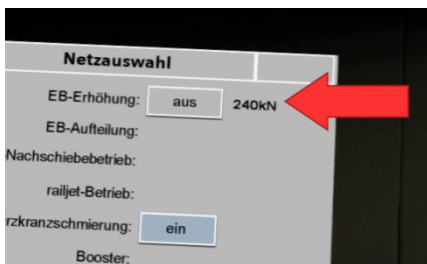 Netzauswahl
EB-Erhöhung: aus 240kN
EB-Aufteilung:
Nachschiebebetrieb:
railjet-Betrieb:
rzkranzschmierung: ein
Booster: